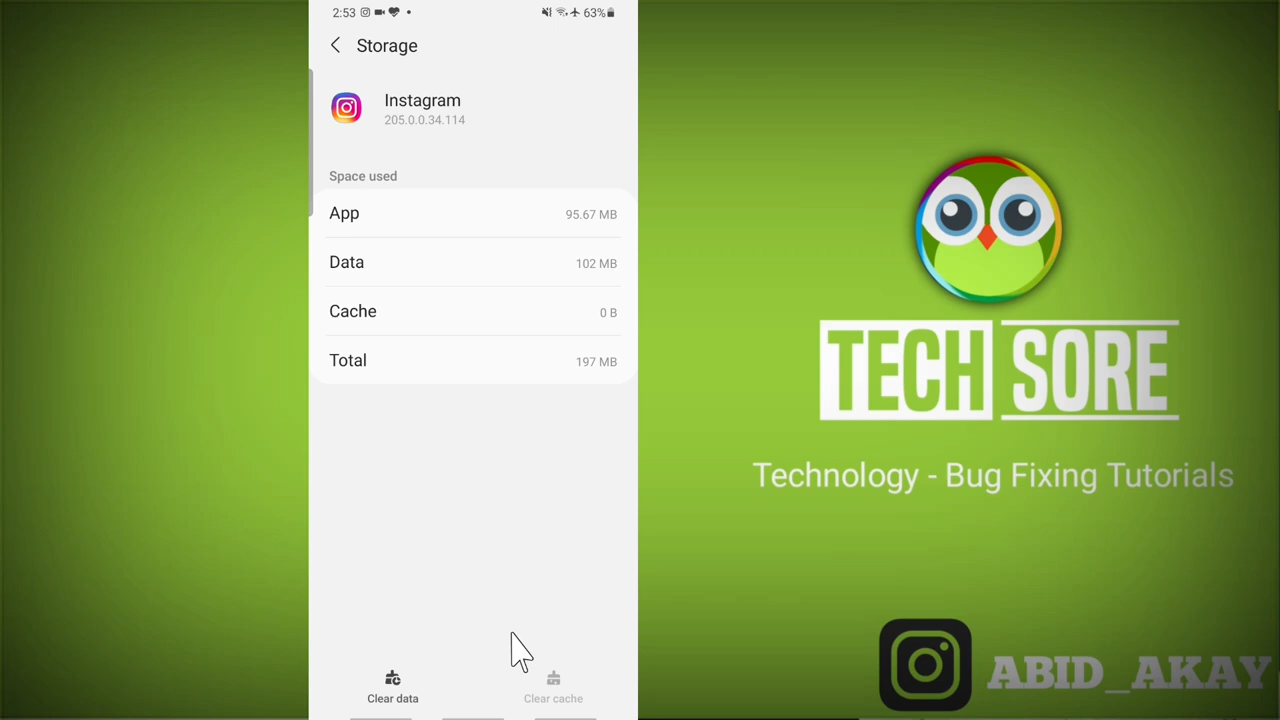 2:53
63%
Storage
Instagram
205.0.0.34.114
Space used
App 95.67 MB
Data 102 MB
Cache 0 B
Total 197 MB
Clear data
Clear cache
TECH SORE
Technology - Bug Fixing Tutorials
ABID_AKAY